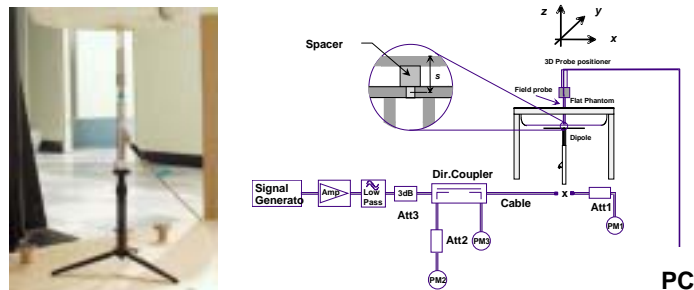 z
y
x
Spacer
s
3D Probe positioner
Field probe
Flat Phantom
Dipole
Signal
Generato
Amp
Low
Pass
3dB
Att3
Dir.Coupler
Cable
x
Att1
PM1
Att2
PM3
PM2
PC